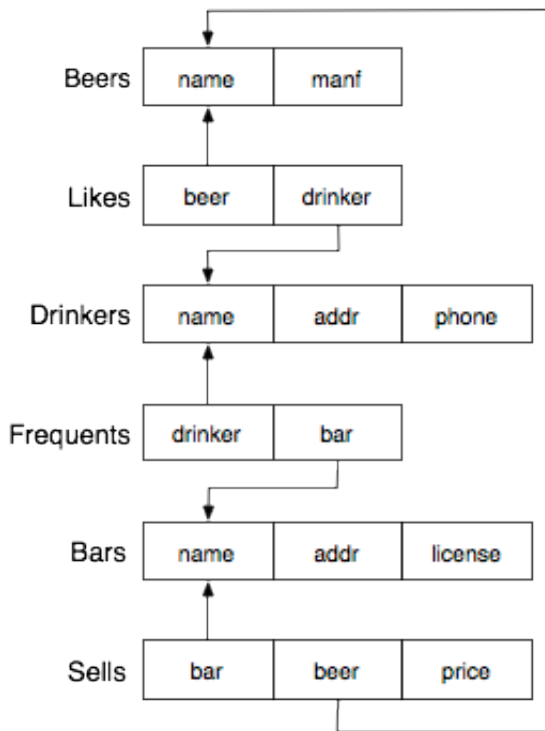 Beers name manf
Likes beer drinker
Drinkers name addr phone
Frequents drinker bar
Bars name addr license
Sells bar beer price